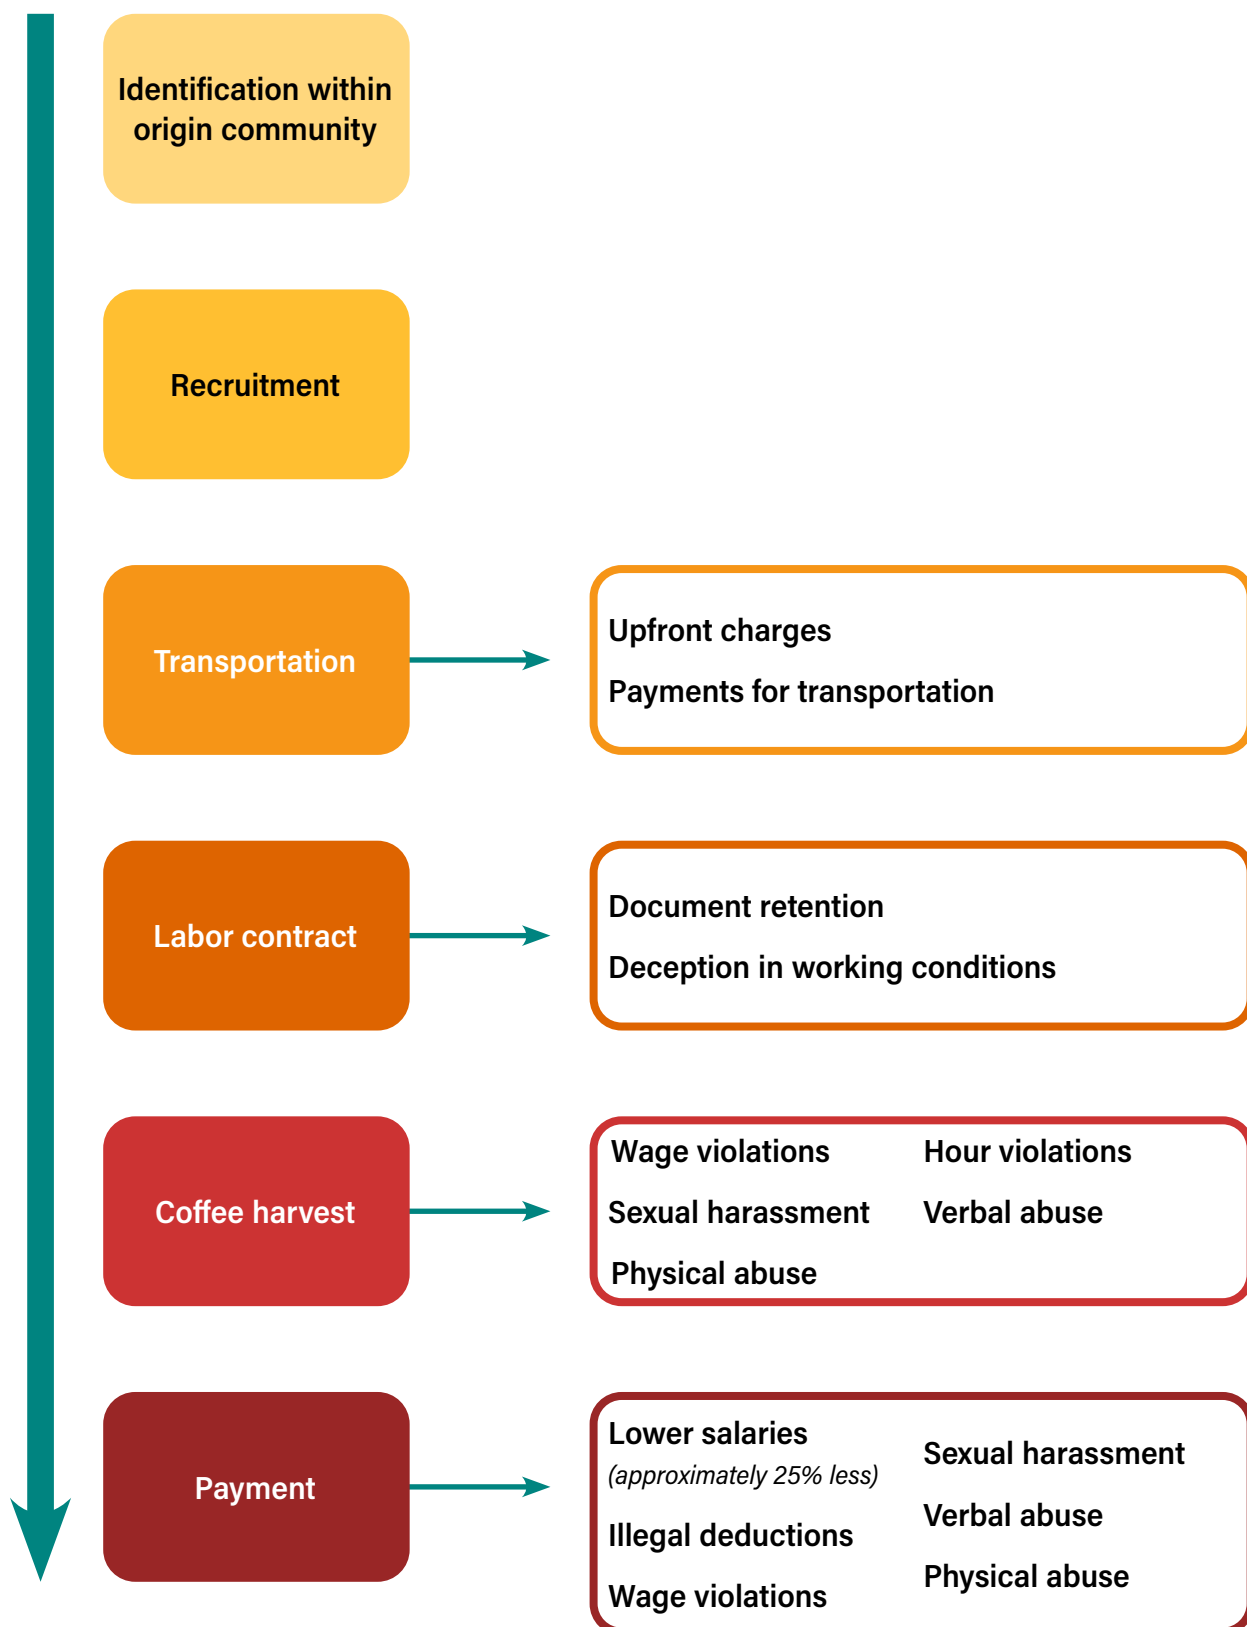 Identification within
origin community
Recruitment
Transportation
Upfront charges
Payments for transportation
Labor contract
Document retention
Deception in working conditions
Coffee harvest
Wage violations
Sexual harassment
Physical abuse
Hour violations
Verbal abuse
Payment
Lower salaries
(approximately 25% less)
Illegal deductions
Wage violations
Sexual harassment
Verbal abuse
Physical abuse